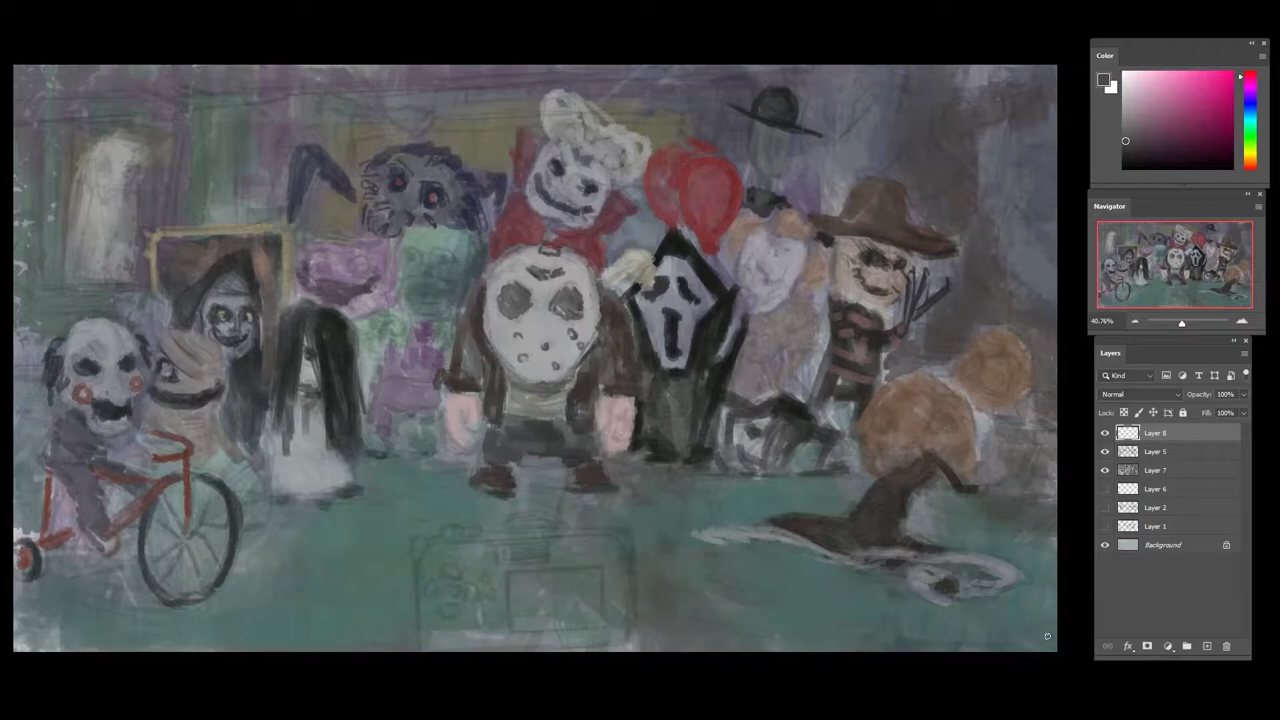 Color
Navigator
40.76%
Layers
Kind
Normal
Opacity: 100%
Lock:
Fill: 100%
Layer 8
Layer 5
Layer 7
Layer 6
Layer 2
Layer 1
Background
fx